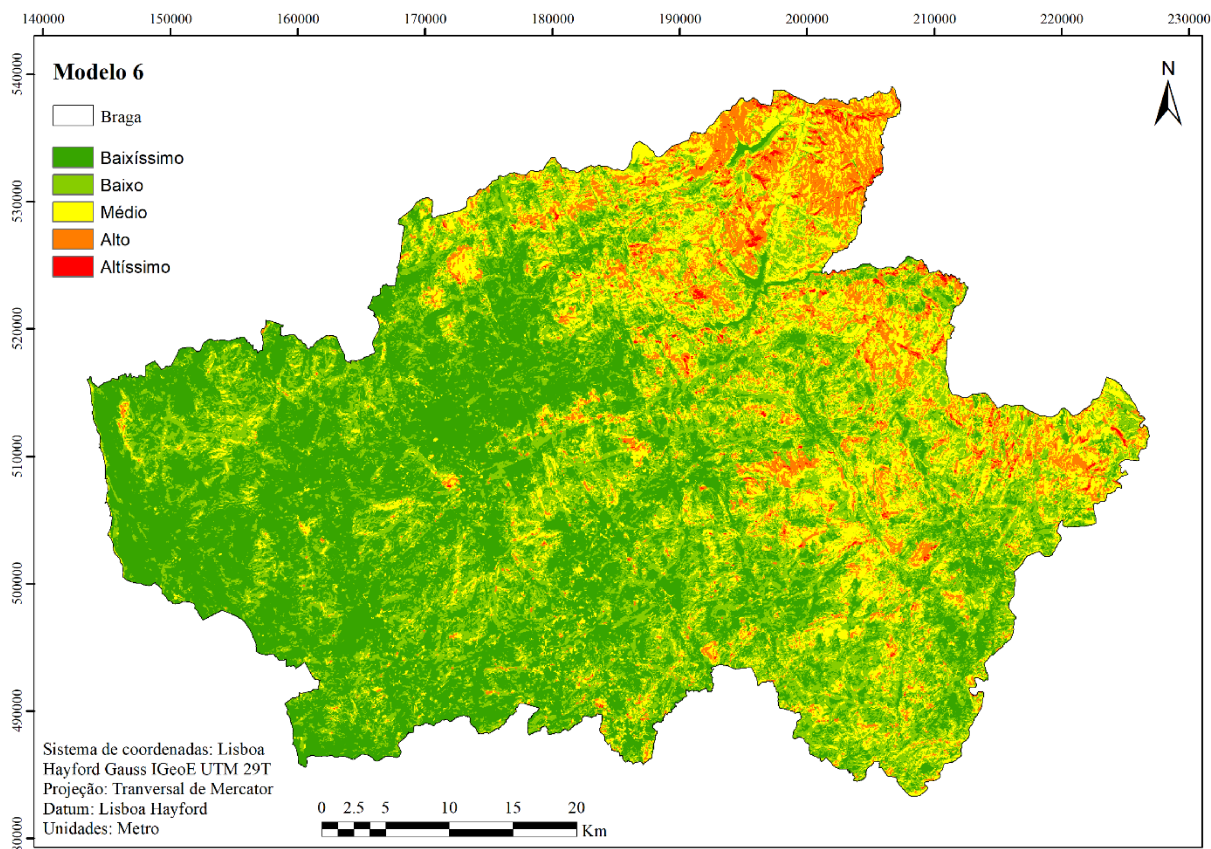 140000 150000 160000 170000 180000 190000 200000 210000 220000 230000
Modelo 6
Braga
Baixíssimo
Baixo
Médio
Alto
Altíssimo
N
540000
530000
520000
510000
500000
490000
80000
Sistema de coordenadas: Lisboa
Hayford Gauss IGeoE UTM 29T
Projeção: Tranversal de Mercator
Datum: Lisboa Hayford
Unidades: Metro
0 2.5 5 10 15 20
Km